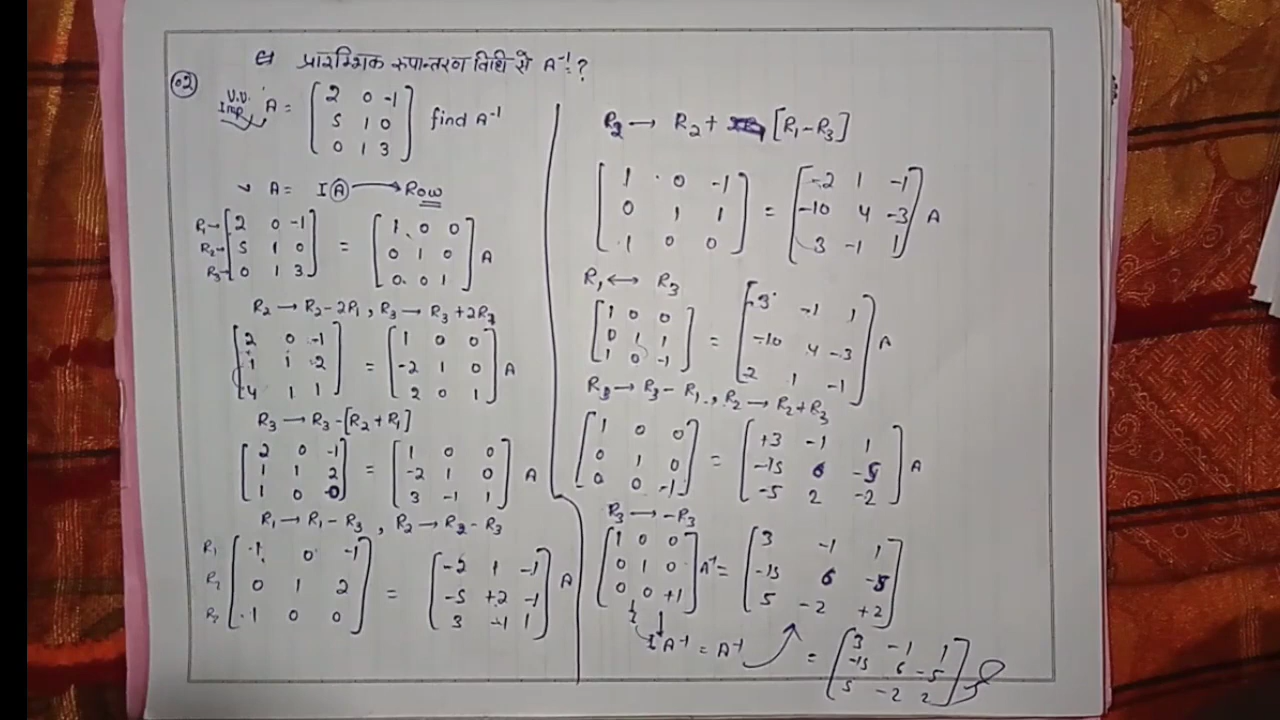 प्रारम्भिक रुपान्तरण विधि से A⁻¹=?
02
V.V. Imp
A = [2 0 -1
5 1 0
0 1 3] find A⁻¹
A = I A → Row
R₁→ [2 0 -1 = [1 0 0
R₂→ 5 1 0 0 1 0
R₃→ 0 1 3] 0 0 1] A
R₂ → R₂ - 2R₁, R₃ → R₃ + 2R₁
[2 0 -1 = [1 0 0
1 1 2 -2 1 0
4 1 1] 2 0 1] A
R₃ → R₃ - [R₂ + R₁]
[2 0 -1 = [1 0 0
1 1 2 -2 1 0
1 0 0] 3 -1 1] A
R₁ → R₁ - R₃, R₂ → R₂ - R₃
R₁ [1 0 -1 = [-2 1 -1
R₂ 0 1 2 -5 +2 -1
R₃ 1 0 0] 3 -1 1] A
R₂ → R₂ + [R₁ - R₃]
[1 0 -1 = [-2 1 -1
0 1 1 -10 4 -3
1 0 0] 3 -1 1] A
R₁ ↔ R₃
[1 0 0 = [3 -1 1
0 1 1 -10 4 -3
1 0 -1] -2 1 -1] A
R₃ → R₃ - R₁, R₂ → R₂ + R₃
[1 0 0 = [+3 -1 1
0 1 0 -15 6 -5
0 0 -1] -5 2 -2] A
R₃ → -R₃
[1 0 0 = [3 -1 1
0 1 0 A⁻¹ -15 6 -5
0 0 +1] 5 -2 +2]
I A⁻¹ = A⁻¹
= [3 -1 1
-15 6 -5
5 -2 2]